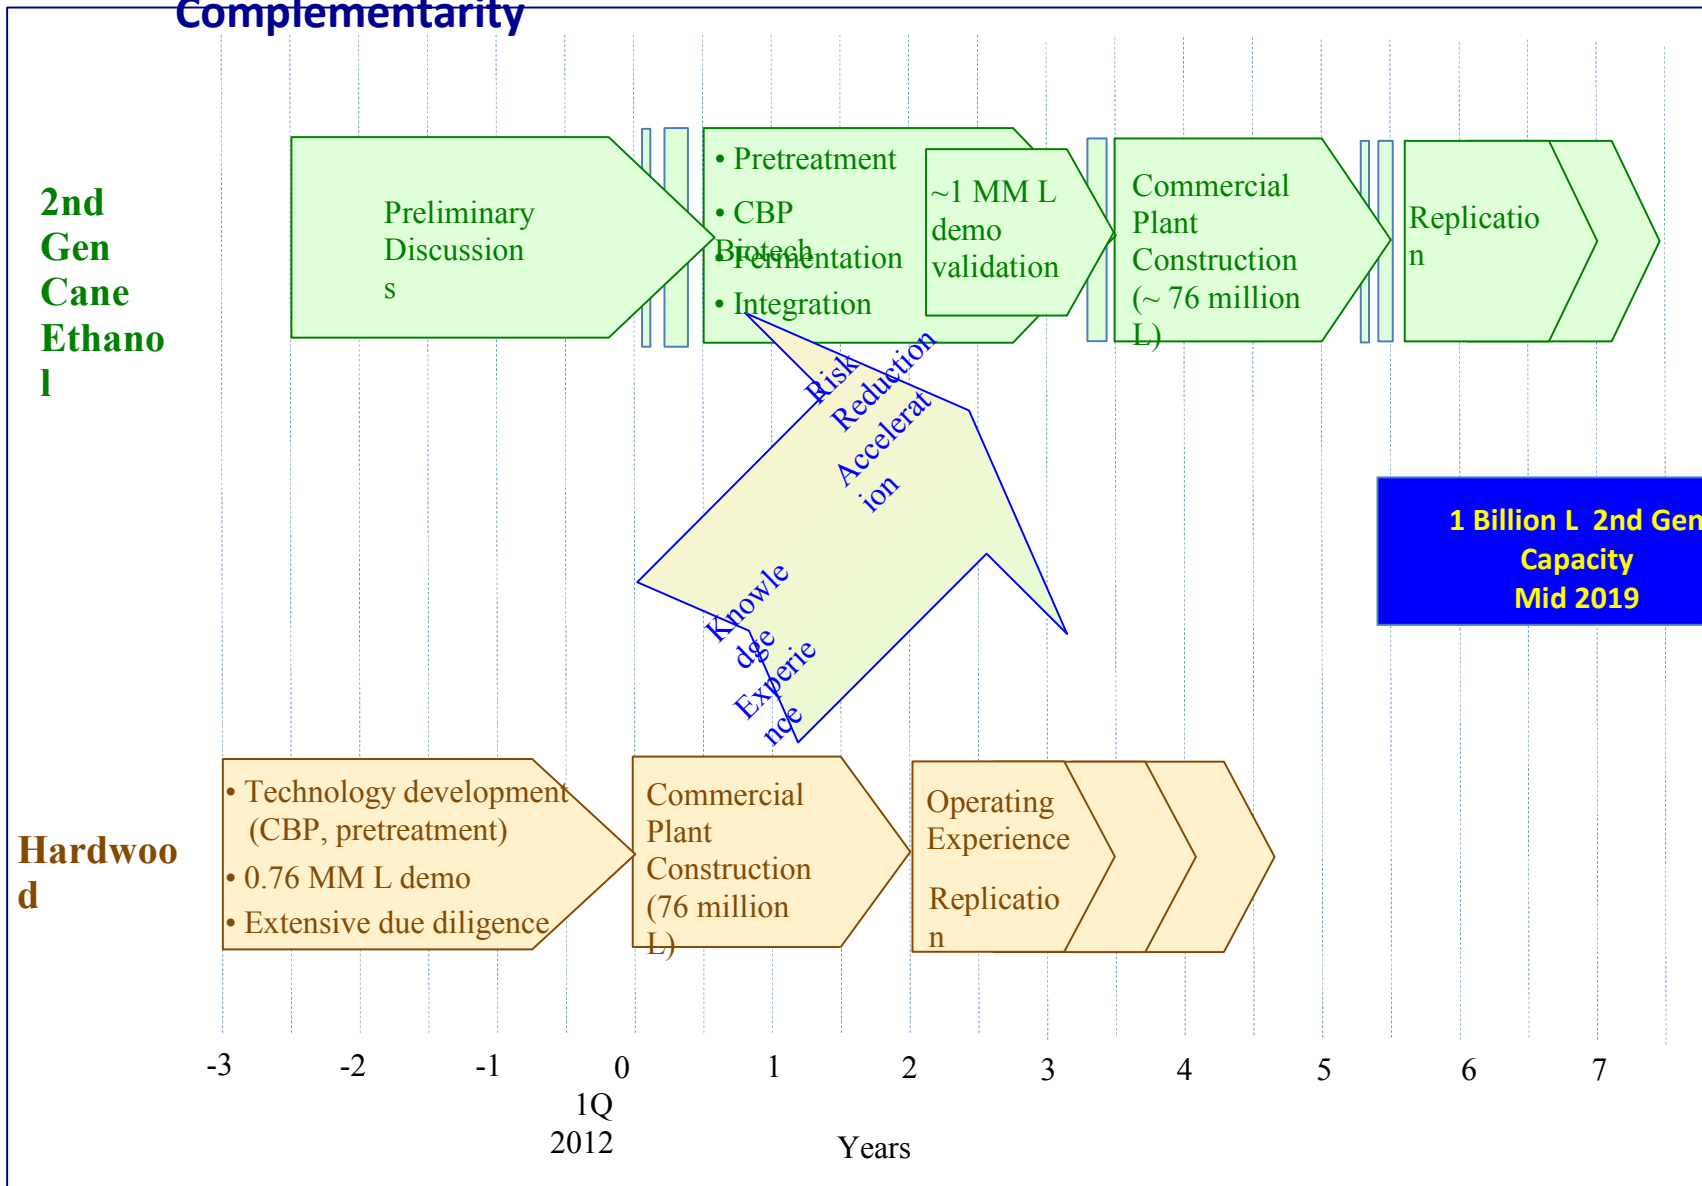 Complementarity
2nd
Gen
Cane
Ethano
l
Preliminary
Discussion
s
• Pretreatment
• CBP
Biotech
• Fermentation
• Integration
~1 MM L
demo
validation
Commercial
Plant
Construction
(~ 76 million
L)
Replicatio
n
Risk
Reduction
Accelerat
ion
Knowle
dge
Experie
nce
1 Billion L 2nd Gen
Capacity
Mid 2019
Hardwoo
d
• Technology development
(CBP, pretreatment)
• 0.76 MM L demo
• Extensive due diligence
Commercial
Plant
Construction
(76 million
L)
Operating
Experience
Replicatio
n
-3 -2 -1 0 1 2 3 4 5 6 7
1Q
2012
Years